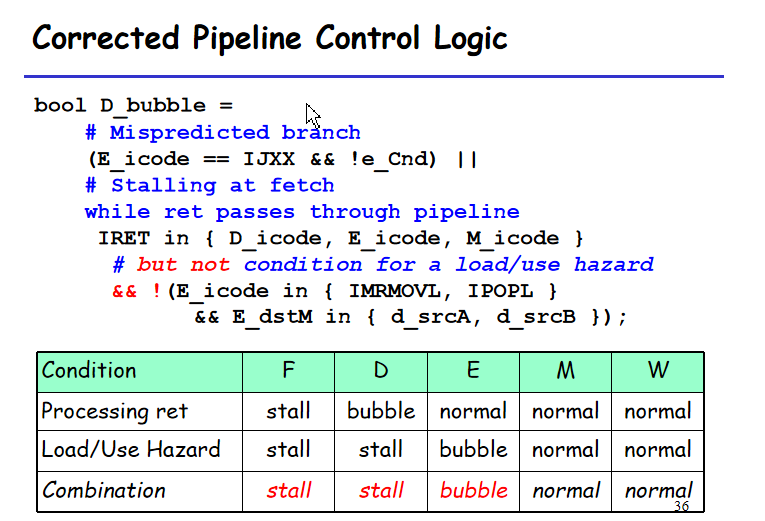 Corrected Pipeline Control Logic
bool D_bubble =
# Mispredicted branch
(E_icode == IJXX && !e_Cnd) ||
# Stalling at fetch
while ret passes through pipeline
IRET in { D_icode, E_icode, M_icode }
# but not condition for a load/use hazard
&& !(E_icode in { IMRMOVL, IPOPL }
&& E_dstM in { d_srcA, d_srcB });
Condition F D E M W
Processing ret stall bubble normal normal normal
Load/Use Hazard stall stall bubble normal normal
Combination stall stall bubble normal normal
36